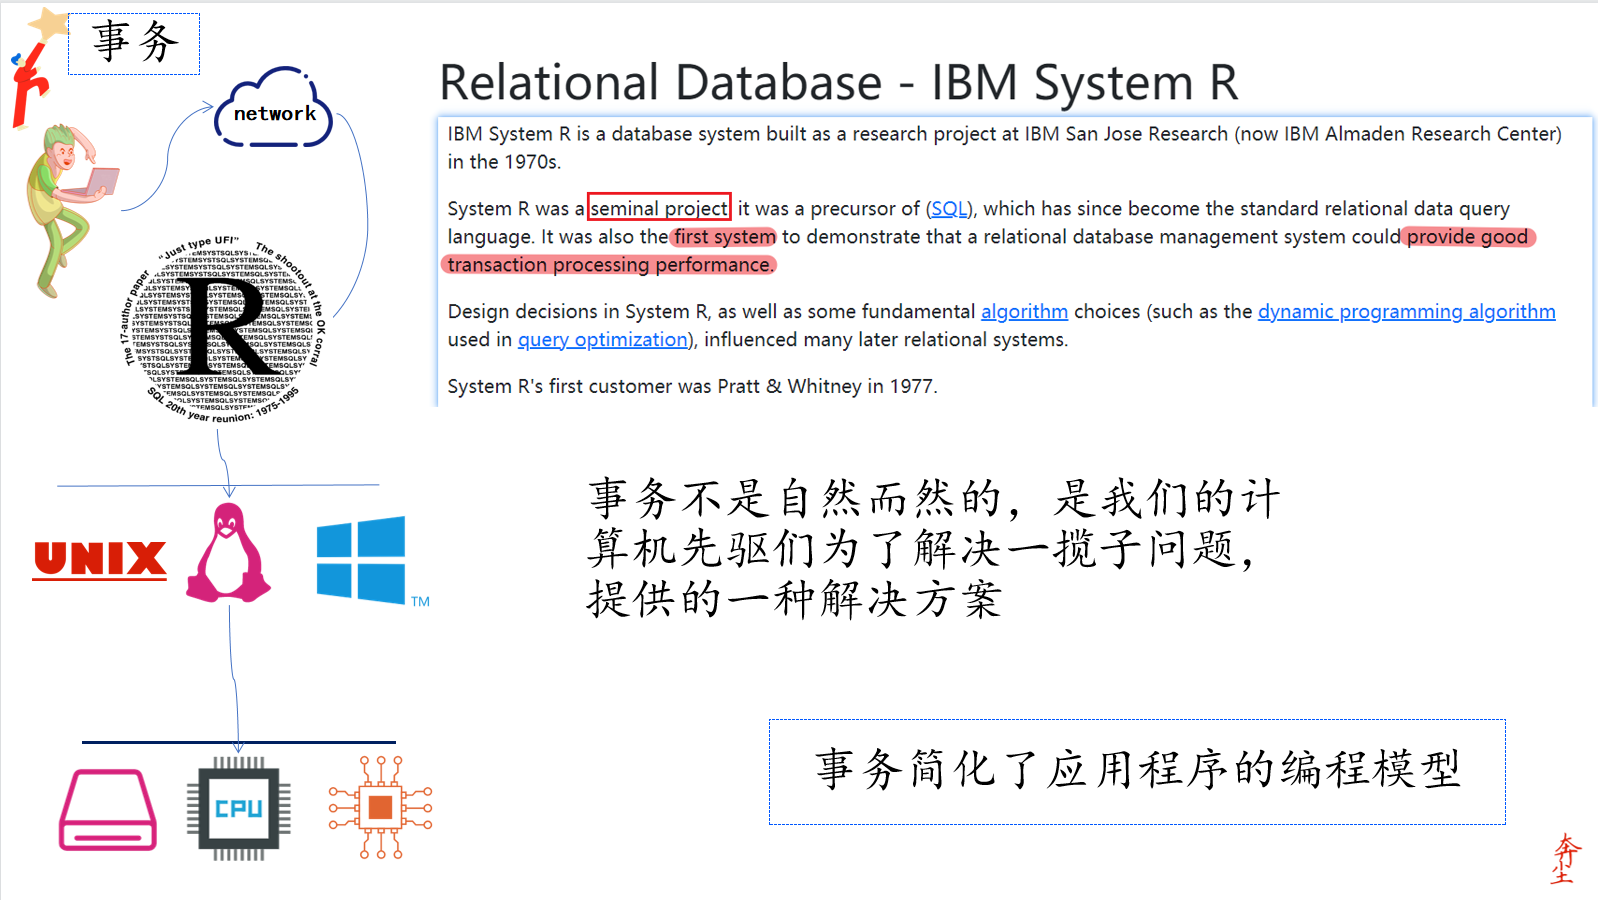 事务
network
Relational Database - IBM System R
IBM System R is a database system built as a research project at IBM San Jose Research (now IBM Almaden Research Center)
in the 1970s.
System R was a seminal project, it was a precursor of (SQL), which has since become the standard relational data query
language. It was also the first system to demonstrate that a relational database management system could provide good
transaction processing performance.
Design decisions in System R, as well as some fundamental algorithm choices (such as the dynamic programming algorithm
used in query optimization), influenced many later relational systems.
System R's first customer was Pratt & Whitney in 1977.
The 17-author paper
"Just type UFI"
The shootout at the OK corral
R
SQL 20th year reunion: 1975-1995
事务不是自然而然的，是我们的计
算机先驱们为了解决一揽子问题，
提供的一种解决方案
UNIX
TM
事务简化了应用程序的编程模型
CPU
奔尘